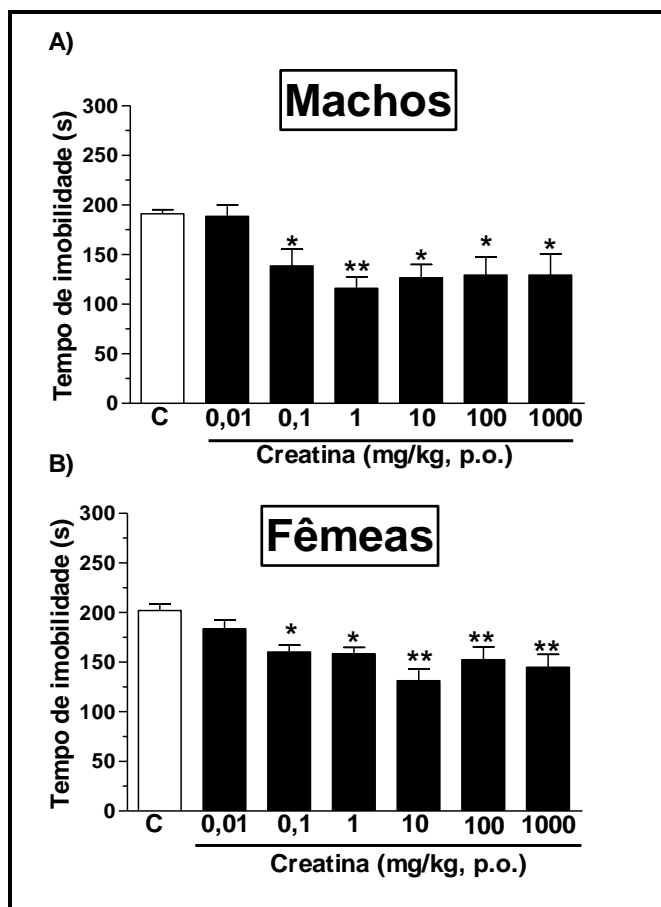 A)
Machos
Tempo de imobilidade (s)
300
250
200
150
100
50
0
* ** * * *
C 0,01 0,1 1 10 100 1000
Creatina (mg/kg, p.o.)
B)
Fêmeas
Tempo de imobilidade (s)
300
250
200
150
100
50
0
* * ** ** **
C 0,01 0,1 1 10 100 1000
Creatina (mg/kg, p.o.)